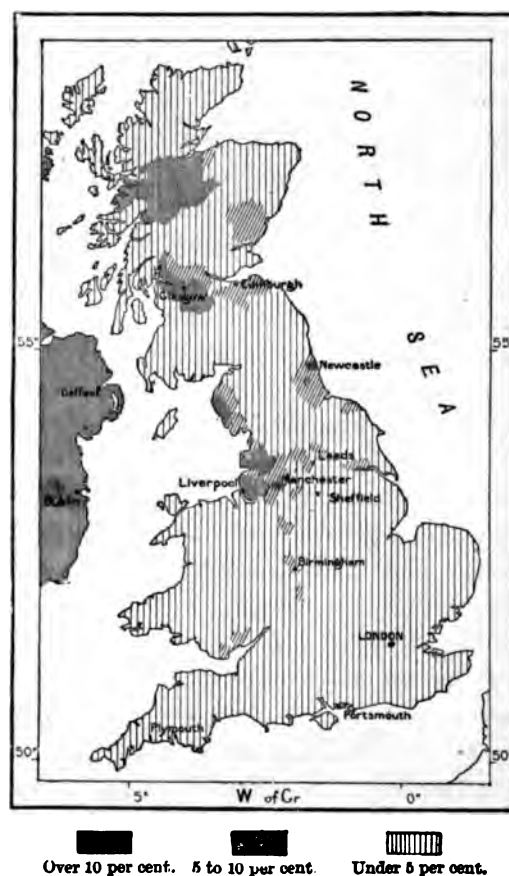 NORTH
SEA
55°
55
Edinburgh
Glasgow
Newcastle
Belfast
Leeds
Liverpool
Manchester
Dublin
Sheffield
Birmingham
LONDON
Plymouth
Portsmouth
50°
50
5°
W of Gr
0°
Over 10 per cent. 5 to 10 per cent Under 5 per cent.